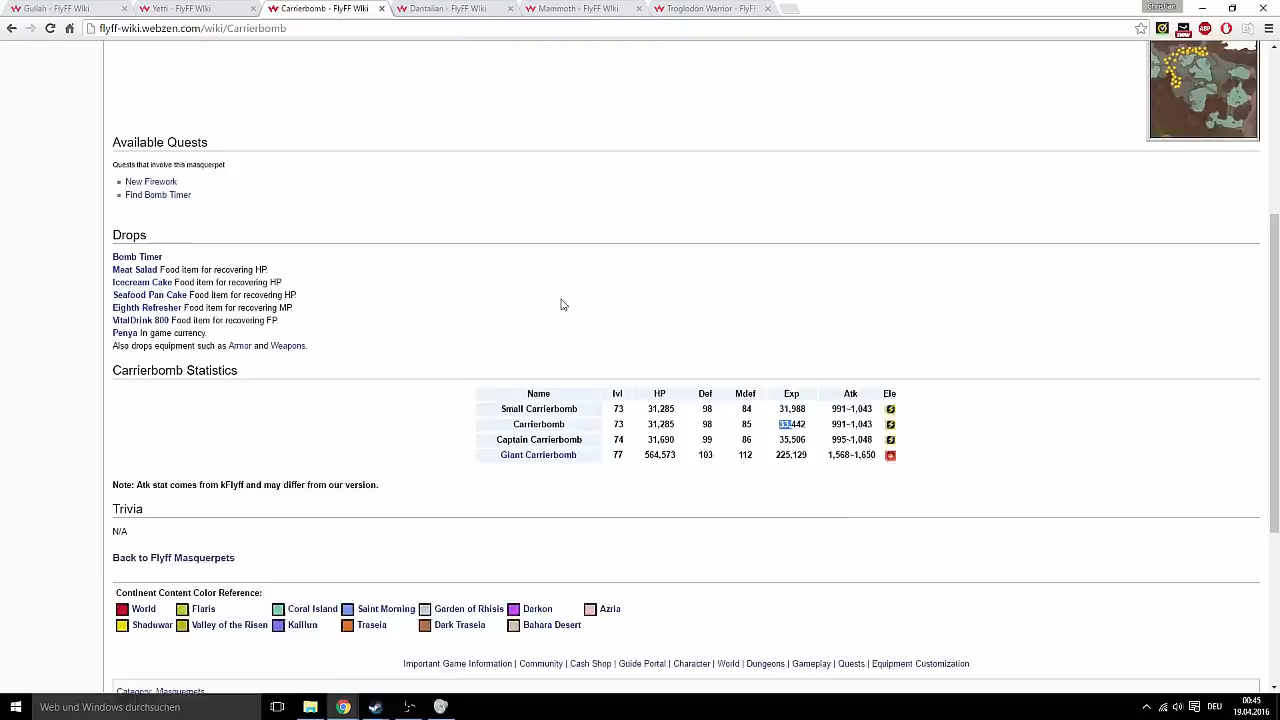 Gullah - FlyFF Wiki
Yetti - FlyFF Wiki
Carrierbomb - FlyFF Wiki
Dantalian - FlyFF Wiki
Mammoth - FlyFF Wiki
Troglodon Warrior - FlyF!
Christian
flyff-wiki.webzen.com/wiki/Carrierbomb
ABP
Available Quests
Quests that involve this masquerpet
New Firework
Find Bomb Timer
Drops
Bomb Timer
Meat Salad Food item for recovering HP.
Icecream Cake Food item for recovering HP
Seafood Pan Cake Food item for recovering HP.
Eighth Refresher Food item for recovering MP.
VitalDrink 800 Food item for recovering FP.
Penya In game currency.
Also drops equipment such as Armor and Weapons.
Carrierbomb Statistics
Name lvl HP Def Mdef Exp Atk Ele
Small Carrierbomb 73 31,285 98 84 31,988 991~1,043
Carrierbomb 73 31,285 98 85 33,442 991~1,043
Captain Carrierbomb 74 31,690 99 86 35,506 995~1,048
Giant Carrierbomb 77 564,573 103 112 225,129 1,568~1,650
Note: Atk stat comes from kFlyff and may differ from our version.
Trivia
N/A
Back to Flyff Masquerpets
Continent Content Color Reference:
World Flaris Coral Island Saint Morning Garden of Rhisis Darkon Azria
Shaduwar Valley of the Risen Kaillun Traseia Dark Traseia Bahara Desert
Important Game Information | Community | Cash Shop | Guide Portal | Character | World | Dungeons | Gameplay | Quests | Equipment Customization
Category: Masquerpets
Web und Windows durchsuchen
DEU
00:45
19.04.2016